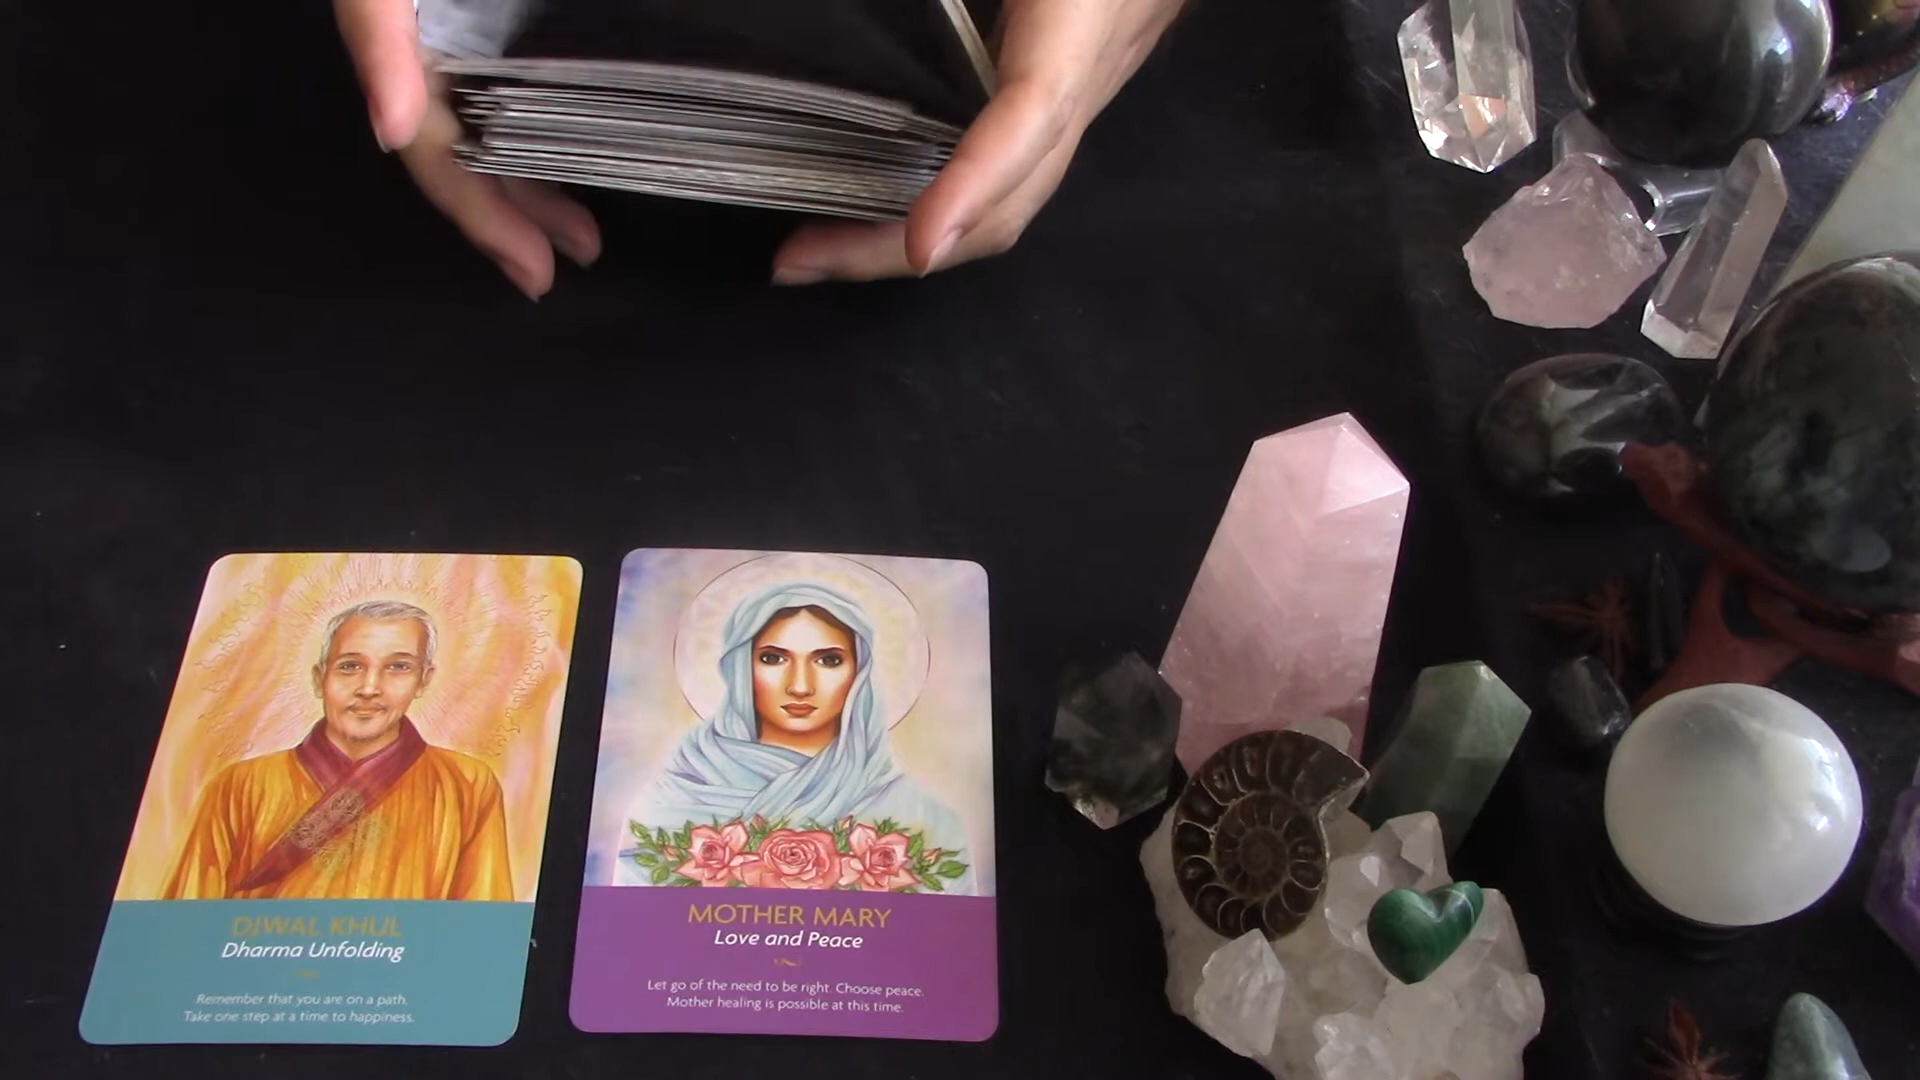 DJWAL KHUL
Dharma Unfolding
Remember that you are on a path.
Take one step at a time to happiness.
MOTHER MARY
Love and Peace
Let go of the need to be right. Choose peace.
Mother healing is possible at this time.